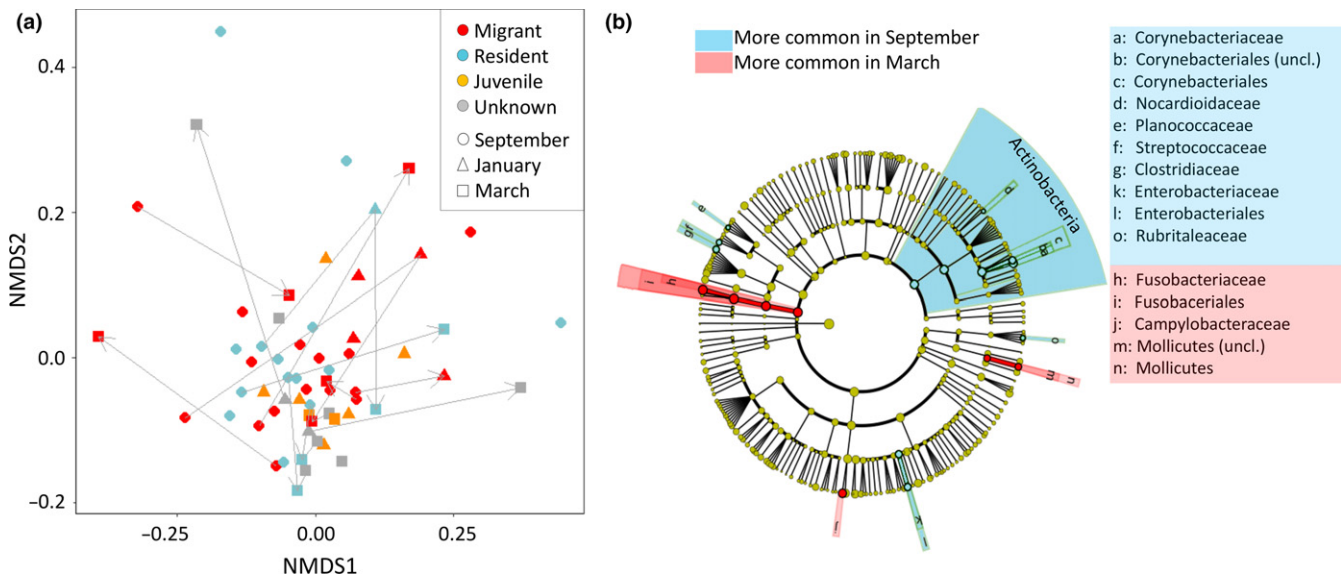 (a)
0.4
0.2
0.0
−0.2
NMDS2
−0.25
0.00
0.25
NMDS1
Migrant
Resident
Juvenile
Unknown
September
January
March
(b)
More common in September
More common in March
Actinobacteria
e
g
f
h
i
d
c
b
a
o
m
n
j
k
l
a: Corynebacteriaceae
b: Corynebacteriales (uncl.)
c: Corynebacteriales
d: Nocardioidaceae
e: Planococcaceae
f: Streptococcaceae
g: Clostridiaceae
k: Enterobacteriaceae
l: Enterobacteriales
o: Rubritaleaceae
h: Fusobacteriaceae
i: Fusobaceriales
j: Campylobacteraceae
m: Mollicutes (uncl.)
n: Mollicutes